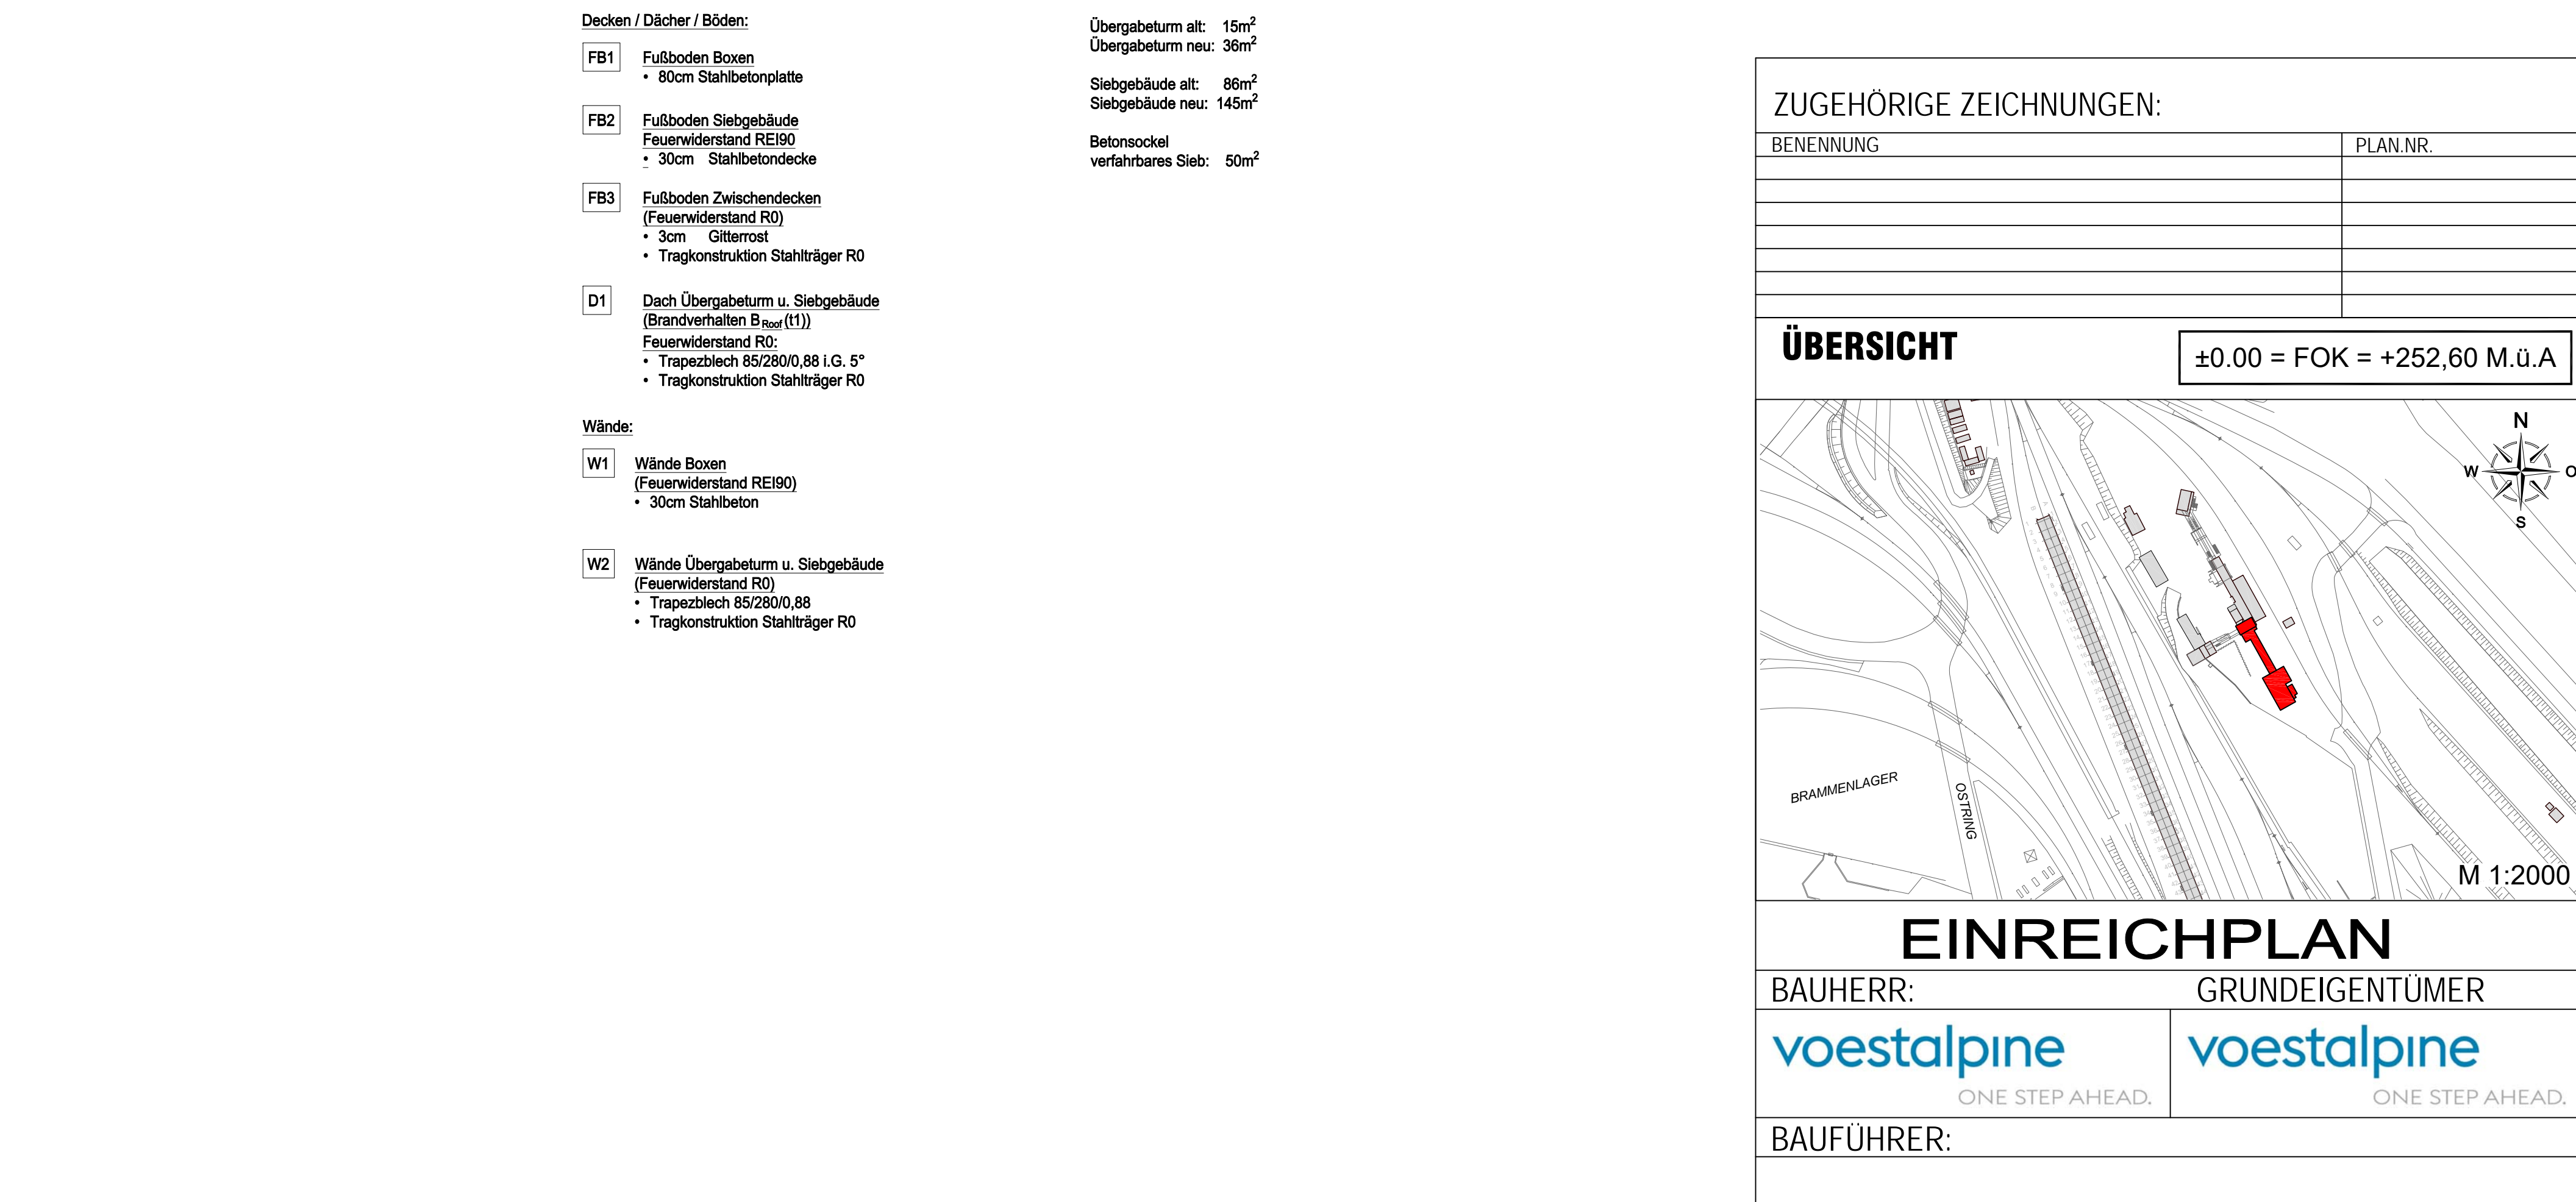 Decken / Dächer / Böden:
FB1 Fußboden Boxen
• 80cm Stahlbetonplatte
FB2 Fußboden Siebgebäude
Feuerwiderstand REI90
• 30cm Stahlbetondecke
FB3 Fußboden Zwischendecken
(Feuerwiderstand R0)
• 3cm Gitterrost
• Tragkonstruktion Stahlträger R0
D1 Dach Übergabeturm u. Siebgebäude
(Brandverhalten B Roof (t1))
Feuerwiderstand R0:
• Trapezblech 85/280/0,88 i.G. 5°
• Tragkonstruktion Stahlträger R0
Wände:
W1 Wände Boxen
(Feuerwiderstand REI90)
• 30cm Stahlbeton
W2 Wände Übergabeturm u. Siebgebäude
(Feuerwiderstand R0)
• Trapezblech 85/280/0,88
• Tragkonstruktion Stahlträger R0
Übergabeturm alt: 15m²
Übergabeturm neu: 36m²
Siebgebäude alt: 86m²
Siebgebäude neu: 145m²
Betonsockel
verfahrbares Sieb: 50m²
ZUGEHÖRIGE ZEICHNUNGEN:
BENENNUNG PLAN.NR.
ÜBERSICHT
±0.00 = FOK = +252,60 M.ü.A
N
W O
S
BRAMMENLAGER
OSTRING
M 1:2000
EINREICHPLAN
BAUHERR: GRUNDEIGENTÜMER
voestalpine voestalpine
ONE STEP AHEAD. ONE STEP AHEAD.
BAUFÜHRER: